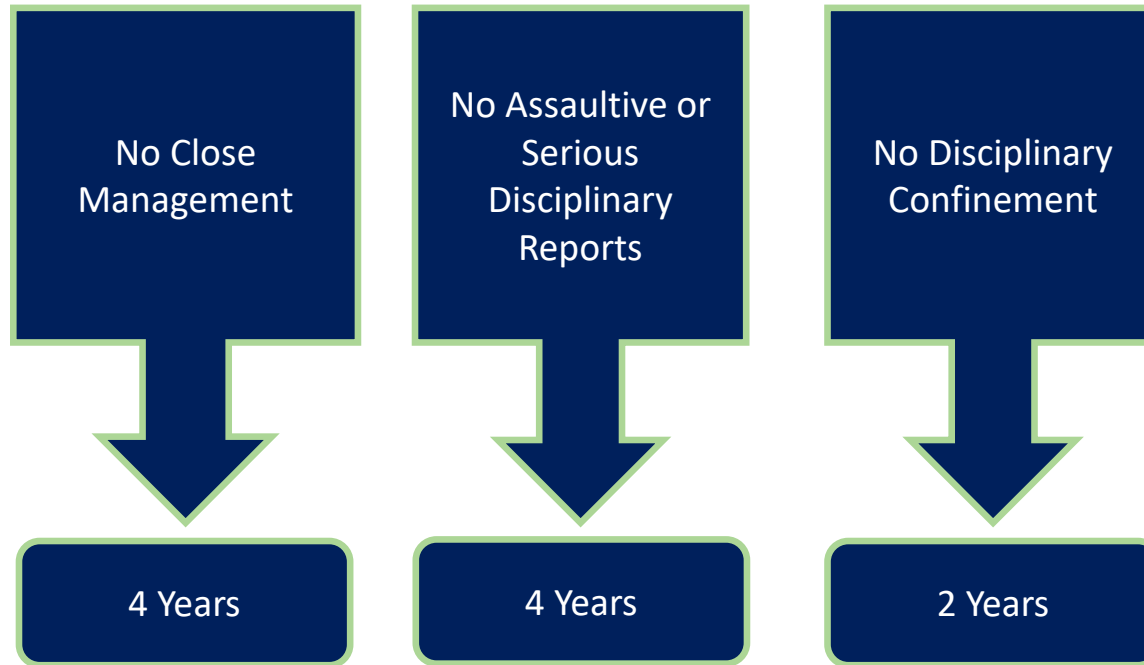 No Close
Management
No Assaultive or
Serious
Disciplinary
Reports
No Disciplinary
Confinement
4 Years
4 Years
2 Years